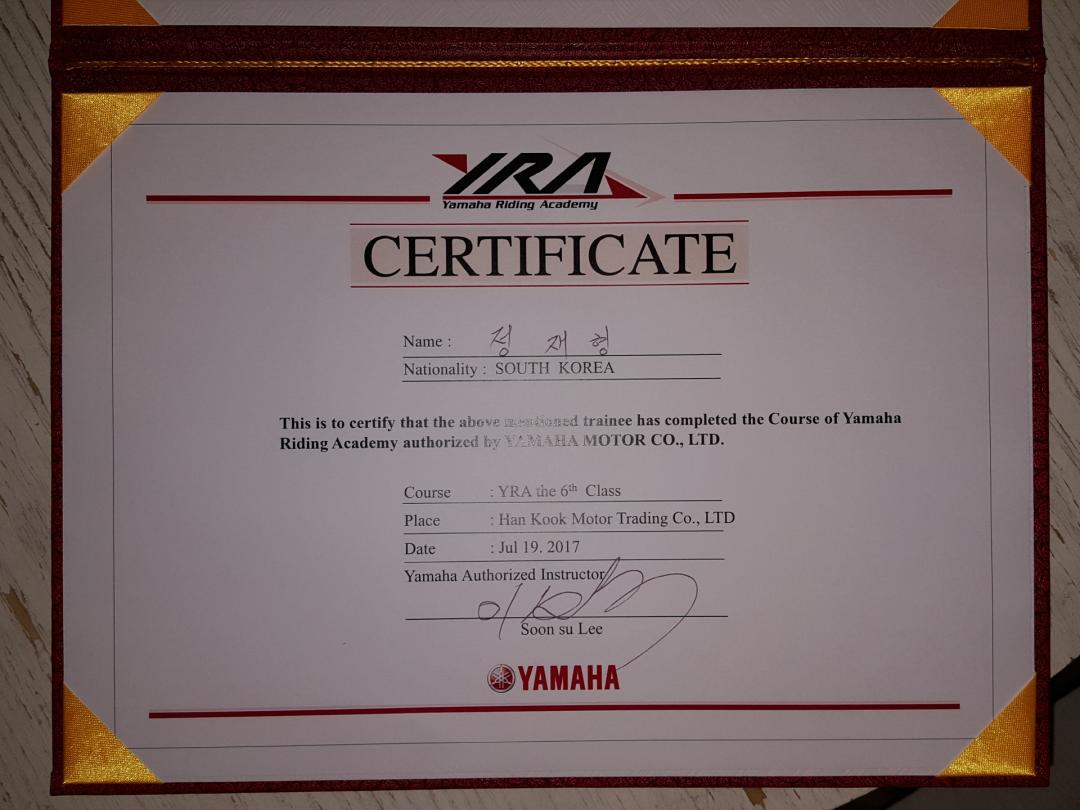 YRA
Yamaha Riding Academy
CERTIFICATE
Name : 정 재 형
Nationality : SOUTH KOREA
This is to certify that the above mentioned trainee has completed the Course of Yamaha
Riding Academy authorized by YAMAHA MOTOR CO., LTD.
Course : YRA the 6th Class
Place : Han Kook Motor Trading Co., LTD
Date : Jul 19. 2017
Yamaha Authorized Instructor
Soon su Lee
YAMAHA